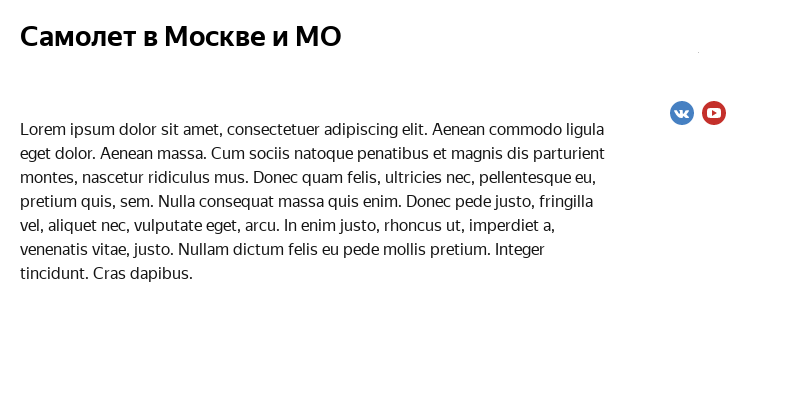 Самолет в Москве и МО
Lorem ipsum dolor sit amet, consectetuer adipiscing elit. Aenean commodo ligula
eget dolor. Aenean massa. Cum sociis natoque penatibus et magnis dis parturient
montes, nascetur ridiculus mus. Donec quam felis, ultricies nec, pellentesque eu,
pretium quis, sem. Nulla consequat massa quis enim. Donec pede justo, fringilla
vel, aliquet nec, vulputate eget, arcu. In enim justo, rhoncus ut, imperdiet a,
venenatis vitae, justo. Nullam dictum felis eu pede mollis pretium. Integer
tincidunt. Cras dapibus.